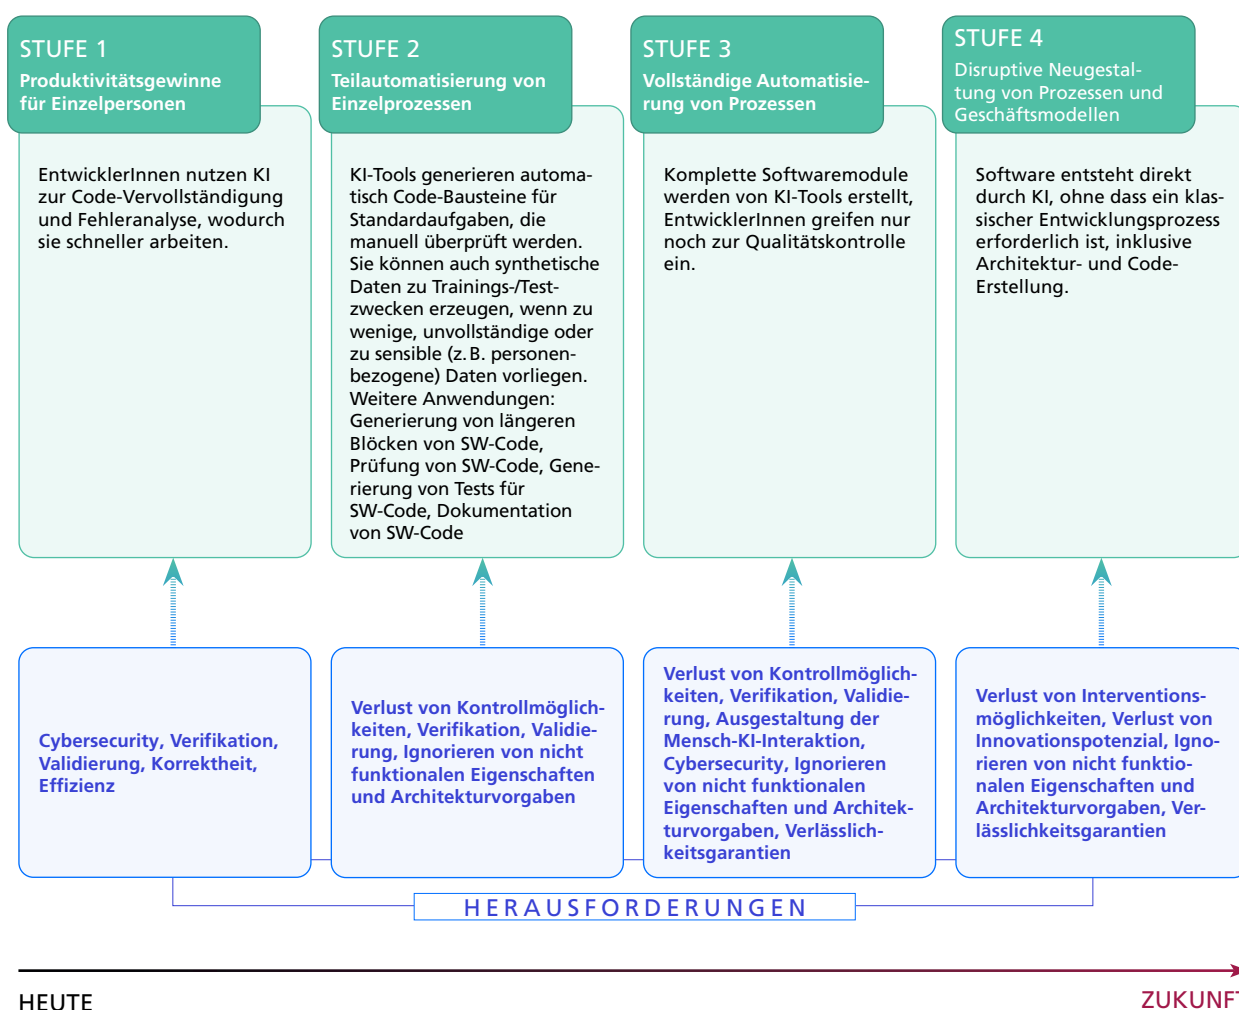 STUFE 1
Produktivitätsgewinne
für Einzelpersonen
EntwicklerInnen nutzen KI
zur Code-Vervollständigung
und Fehleranalyse, wodurch
sie schneller arbeiten.
STUFE 2
Teilautomatisierung von
Einzelprozessen
KI-Tools generieren automa-
tisch Code-Bausteine für
Standardaufgaben, die
manuell überprüft werden.
Sie können auch synthetische
Daten zu Trainings-/Test-
zwecken erzeugen, wenn zu
wenige, unvollständige oder
zu sensible (z. B. personen-
bezogene) Daten vorliegen.
Weitere Anwendungen:
Generierung von längeren
Blöcken von SW-Code,
Prüfung von SW-Code, Gene-
rierung von Tests für
SW-Code, Dokumentation
von SW-Code
STUFE 3
Vollständige Automatisie-
rung von Prozessen
Komplette Softwaremodule
werden von KI-Tools erstellt,
EntwicklerInnen greifen nur
noch zur Qualitätskontrolle
ein.
STUFE 4
Disruptive Neugestal-
tung von Prozessen und
Geschäftsmodellen
Software entsteht direkt
durch KI, ohne dass ein klas-
sischer Entwicklungsprozess
erforderlich ist, inklusive
Architektur- und Code-
Erstellung.
Cybersecurity, Verifikation,
Validierung, Korrektheit,
Effizienz
Verlust von Kontrollmöglich-
keiten, Verifikation, Validie-
rung, Ignorieren von nicht
funktionalen Eigenschaften
und Architekturvorgaben
Verlust von Kontrollmöglich-
keiten, Verifikation, Validie-
rung, Ausgestaltung der
Mensch-KI-Interaktion,
Cybersecurity, Ignorieren
von nicht funktionalen
Eigenschaften und Architek-
turvorgaben, Verlässlich-
keitsgarantien
Verlust von Interventions-
möglichkeiten, Verlust von
Innovationspotenzial, Igno-
rieren von nicht funktio-
nalen Eigenschaften und
Architekturvorgaben, Ver-
lässlichkeitsgarantien
HERAUSFORDERUNGEN
HEUTE
ZUKUNFT